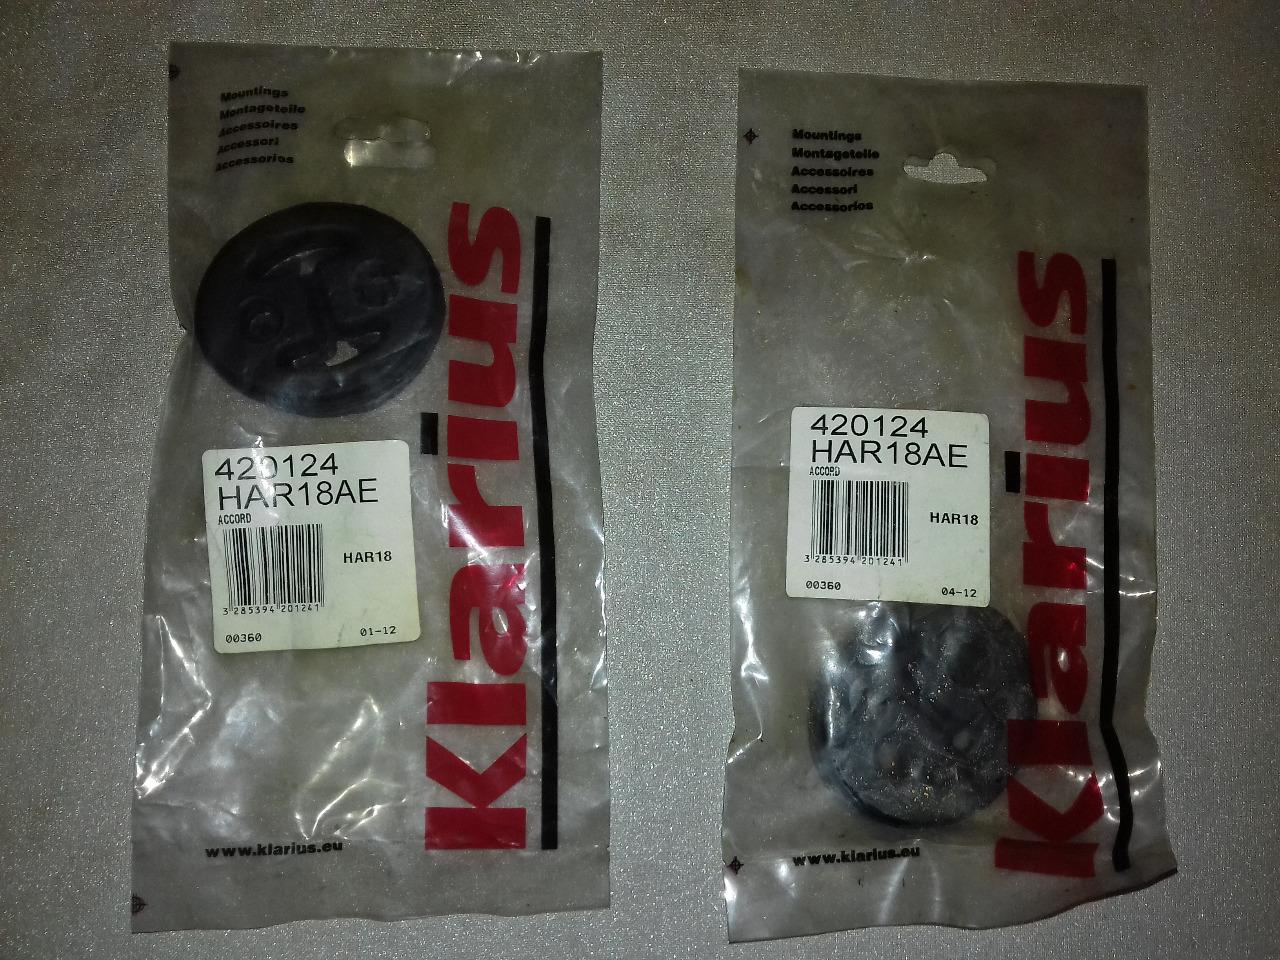 Mountings
Montageteile
Accessoires
Accessori
Accessorios
Klarius
420124
HAR18AE
ACCORD
HAR18
3 285394 201241
00360
01-12
www.klarius.eu
Mountings
Montageteile
Accessoires
Accessori
Accessorios
Klarius
420124
HAR18AE
ACCORD
HAR18
3 285394 201241
00360
04-12
www.klarius.eu